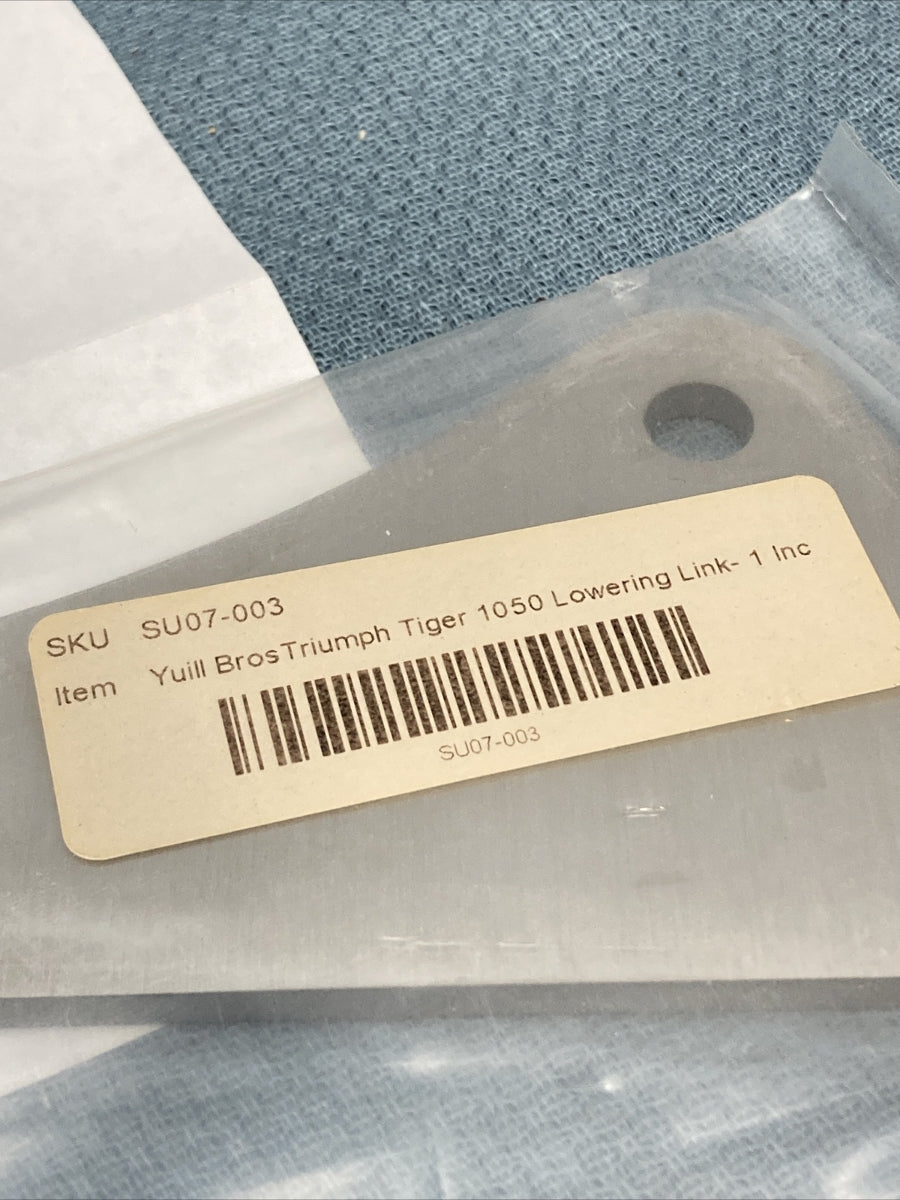 SKU SU07-003
Item Yuill BrosTriumph Tiger 1050 Lowering Link- 1 Inc
SU07-003